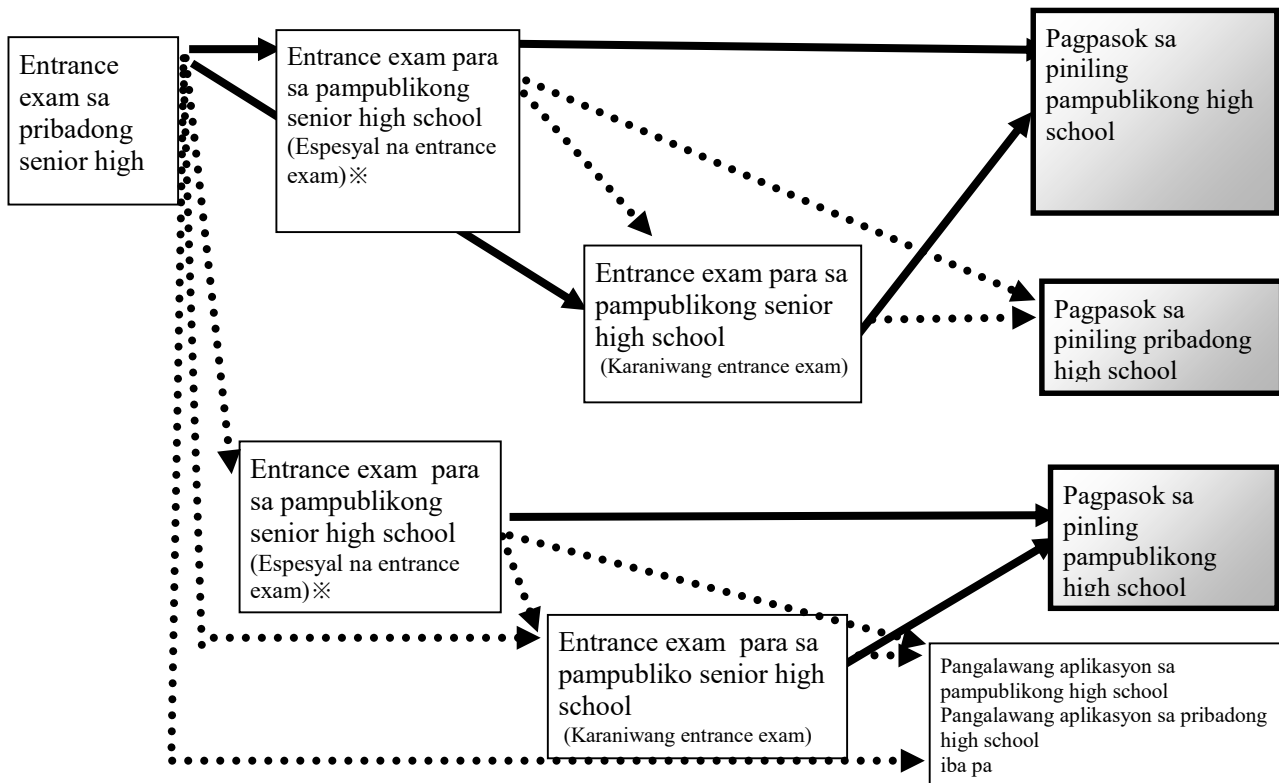 Entrance
exam sa
pribadong
senior high
Entrance exam para
sa pampublikong
senior high school
(Espesyal na entrance
exam)※
Pagpasok sa
piniling
pampublikong high
school
Entrance exam para sa
pampublikong senior
high school
(Karaniwang entrance exam)
Pagpasok sa
piniling pribadong
high school
Entrance exam para
sa pampublikong
senior high school
(Espesyal na entrance
exam)※
Pagpasok sa
pinling
pampublikong
high school
Entrance exam para sa
pampubliko senior high
school
(Karaniwang entrance exam)
Pangalawang aplikasyon sa
pampublikong high school
Pangalawang aplikasyon sa pribadong
high school
iba pa